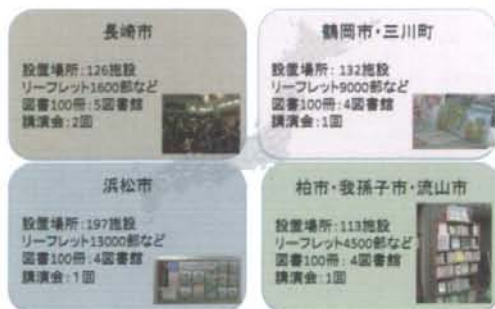 長崎市
設置場所：126施設
リーフレット1600部など
図書100冊：5図書館
講演会：2回
鶴岡市・三川町
設置場所：132施設
リーフレット9000部など
図書100冊：4図書館
講演会：1回
浜松市
設置場所：197施設
リーフレット13000部など
図書100冊：4図書館
講演会：1回
柏市・我孫子市・流山市
設置場所：113施設
リーフレット4500部など
図書100冊：4図書館
講演会：1回